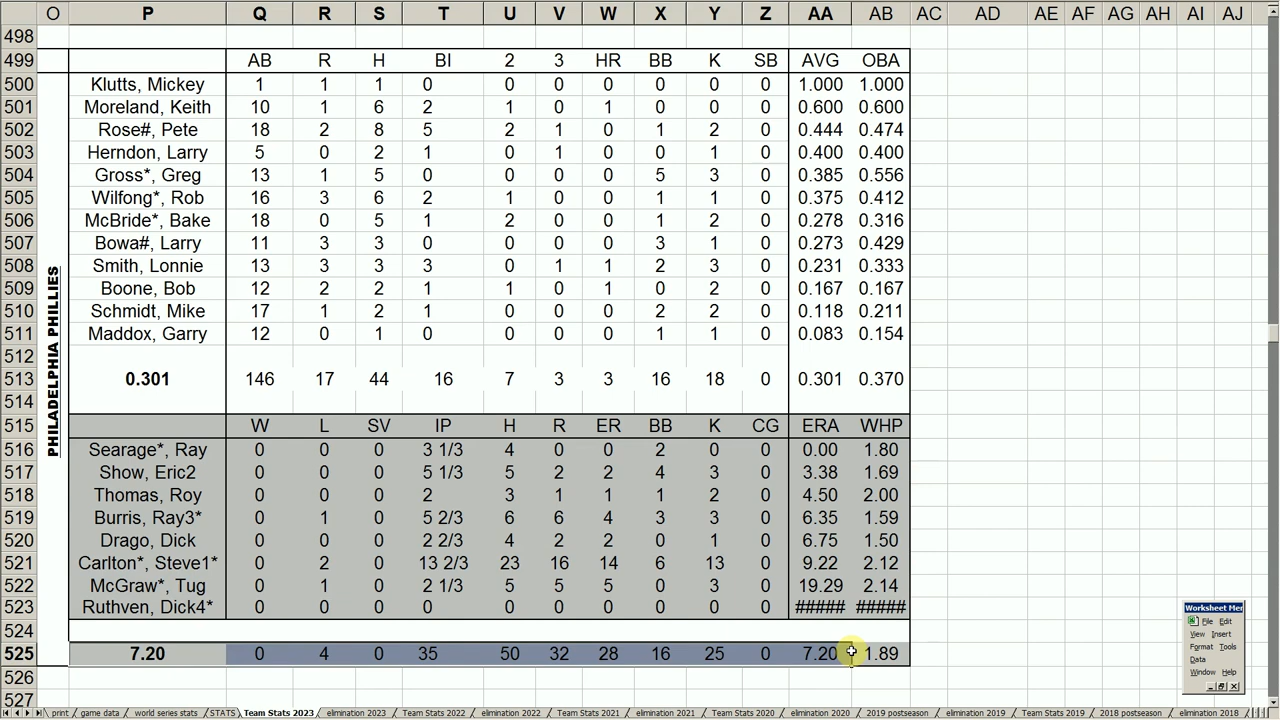 O P Q R S T U V W X Y Z AA AB AC AD AE AF AG AH AI AJ
498
499 AB R H BI 2 3 HR BB K SB AVG OBA
500 Klutts, Mickey 1 1 1 0 0 0 0 0 0 0 1.000 1.000
501 Moreland, Keith 10 1 6 2 1 0 1 0 0 0 0.600 0.600
502 Rose#, Pete 18 2 8 5 2 1 0 1 2 0 0.444 0.474
503 Herndon, Larry 5 0 2 1 0 1 0 0 1 0 0.400 0.400
504 Gross*, Greg 13 1 5 0 0 0 0 5 3 0 0.385 0.556
505 Wilfong*, Rob 16 3 6 2 1 0 0 1 1 0 0.375 0.412
506 McBride*, Bake 18 0 5 1 2 0 0 1 2 0 0.278 0.316
507 Bowa#, Larry 11 3 3 0 0 0 0 3 1 0 0.273 0.429
508 Smith, Lonnie 13 3 3 3 0 1 1 2 3 0 0.231 0.333
509 Boone, Bob 12 2 2 1 1 0 1 0 2 0 0.167 0.167
510 Schmidt, Mike 17 1 2 1 0 0 0 2 2 0 0.118 0.211
511 Maddox, Garry 12 0 1 0 0 0 0 1 1 0 0.083 0.154
512
513 0.301 146 17 44 16 7 3 3 16 18 0 0.301 0.370
514
PHILADELPHIA PHILLIES
515 W L SV IP H R ER BB K CG ERA WHP
516 Searage*, Ray 0 0 0 3 1/3 4 0 0 2 0 0 0.00 1.80
517 Show, Eric2 0 0 0 5 1/3 5 2 2 4 3 0 3.38 1.69
518 Thomas, Roy 0 0 0 2 3 1 1 1 2 0 4.50 2.00
519 Burris, Ray3* 0 1 0 5 2/3 6 6 4 3 3 0 6.35 1.59
520 Drago, Dick 0 0 0 2 2/3 4 2 2 0 1 0 6.75 1.50
521 Carlton*, Steve1* 0 2 0 13 2/3 23 16 14 6 13 0 9.22 2.12
522 McGraw*, Tug 0 1 0 2 1/3 5 5 5 0 3 0 19.29 2.14
523 Ruthven, Dick4* 0 0 0 0 0 0 0 0 0 0 ##### #####
524
525 7.20 0 4 0 35 50 32 28 16 25 0 7.20 1.89
526
527
Worksheet Mer
File Edit
View Insert
Format Tools
Data
Window Help
print game data world series stats STATS Team Stats 2023 elimination 2023 Team Stats 2022 elimination 2022 Team Stats 2021 elimination 2021 Team Stats 2020 elimination 2020 2019 postseason elimination 2019 Team Stats 2019 2018 postseason elimination 2018